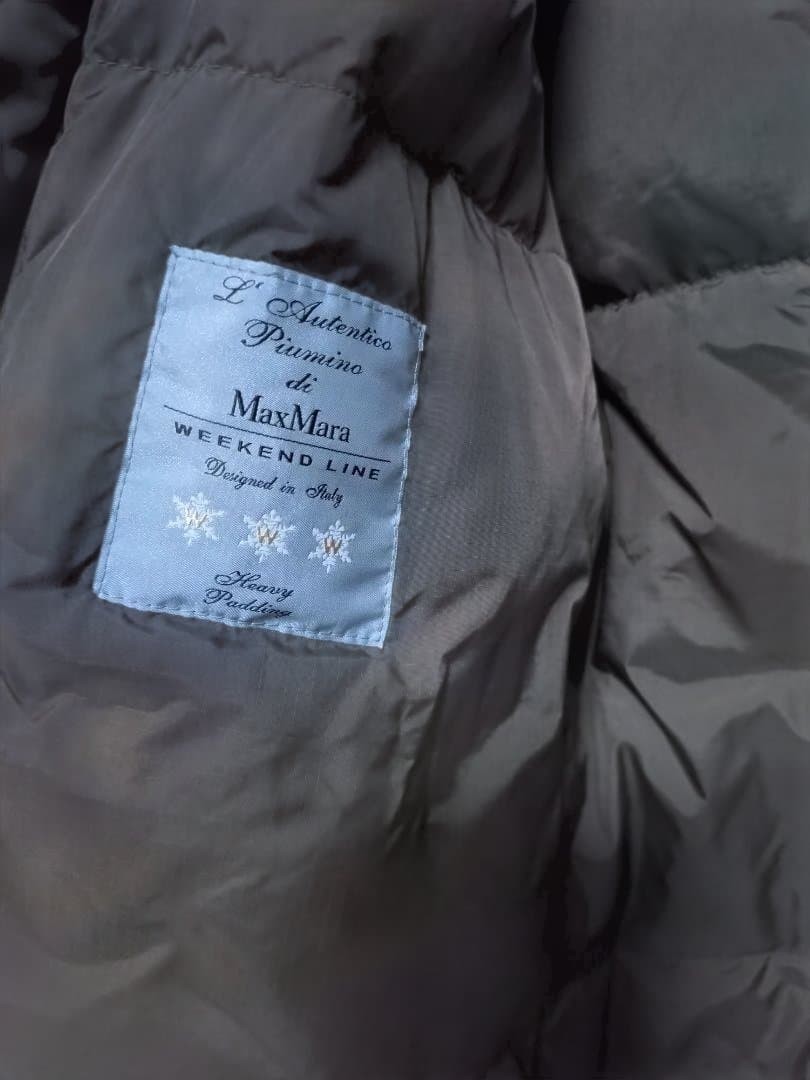 L' Autentico
Piumino
di
MaxMara
WEEKEND LINE
Designed in Italy
W W W
Heavy
Padding